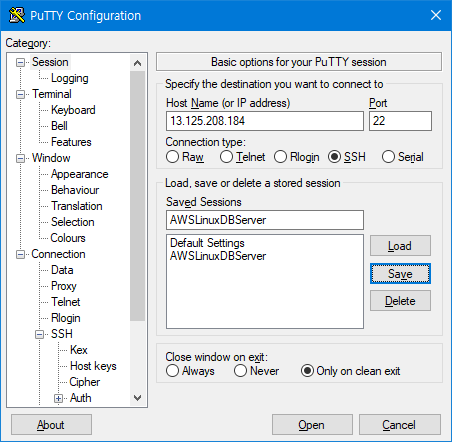 PuTTY Configuration
Category:
Session
Logging
Terminal
Keyboard
Bell
Features
Window
Appearance
Behaviour
Translation
Selection
Colours
Connection
Data
Proxy
Telnet
Rlogin
SSH
Kex
Host keys
Cipher
Auth
Basic options for your PuTTY session
Specify the destination you want to connect to
Host Name (or IP address) Port
13.125.208.184 22
Connection type:
Raw Telnet Rlogin SSH Serial
Load, save or delete a stored session
Saved Sessions
AWSLinuxDBServer
Default Settings
AWSLinuxDBServer
Load
Save
Delete
Close window on exit:
Always Never Only on clean exit
About Open Cancel